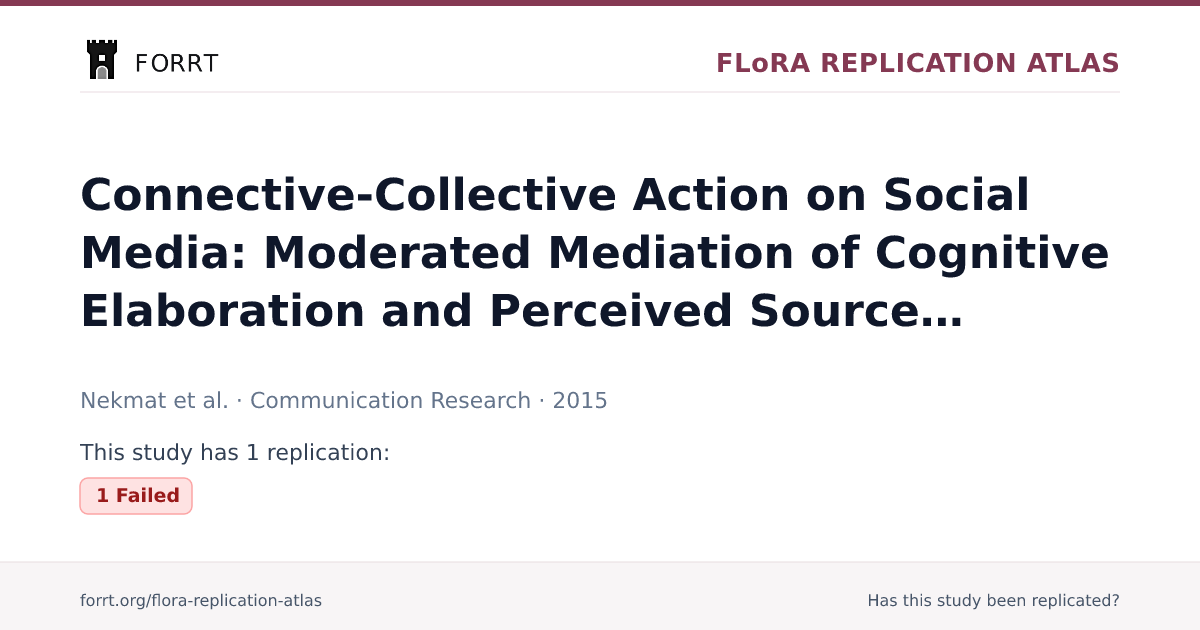 FORRT
FLoRA REPLICATION ATLAS
Connective-Collective Action on Social
Media: Moderated Mediation of Cognitive
Elaboration and Perceived Source…
Nekmat et al. · Communication Research · 2015
This study has 1 replication:
1 Failed
forrt.org/flora-replication-atlas
Has this study been replicated?